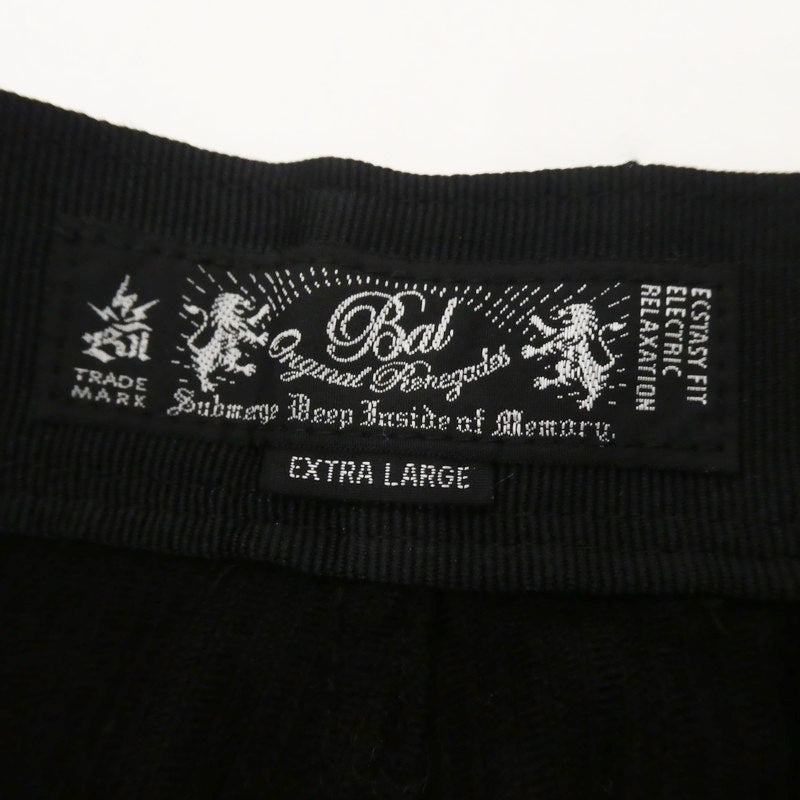 Bal
TRADE
MARK
Bal
Original Renegades
Submerge Deep Inside of Memory.
ECSTASY FIT
ELECTRIC
RELAXATION
EXTRA LARGE